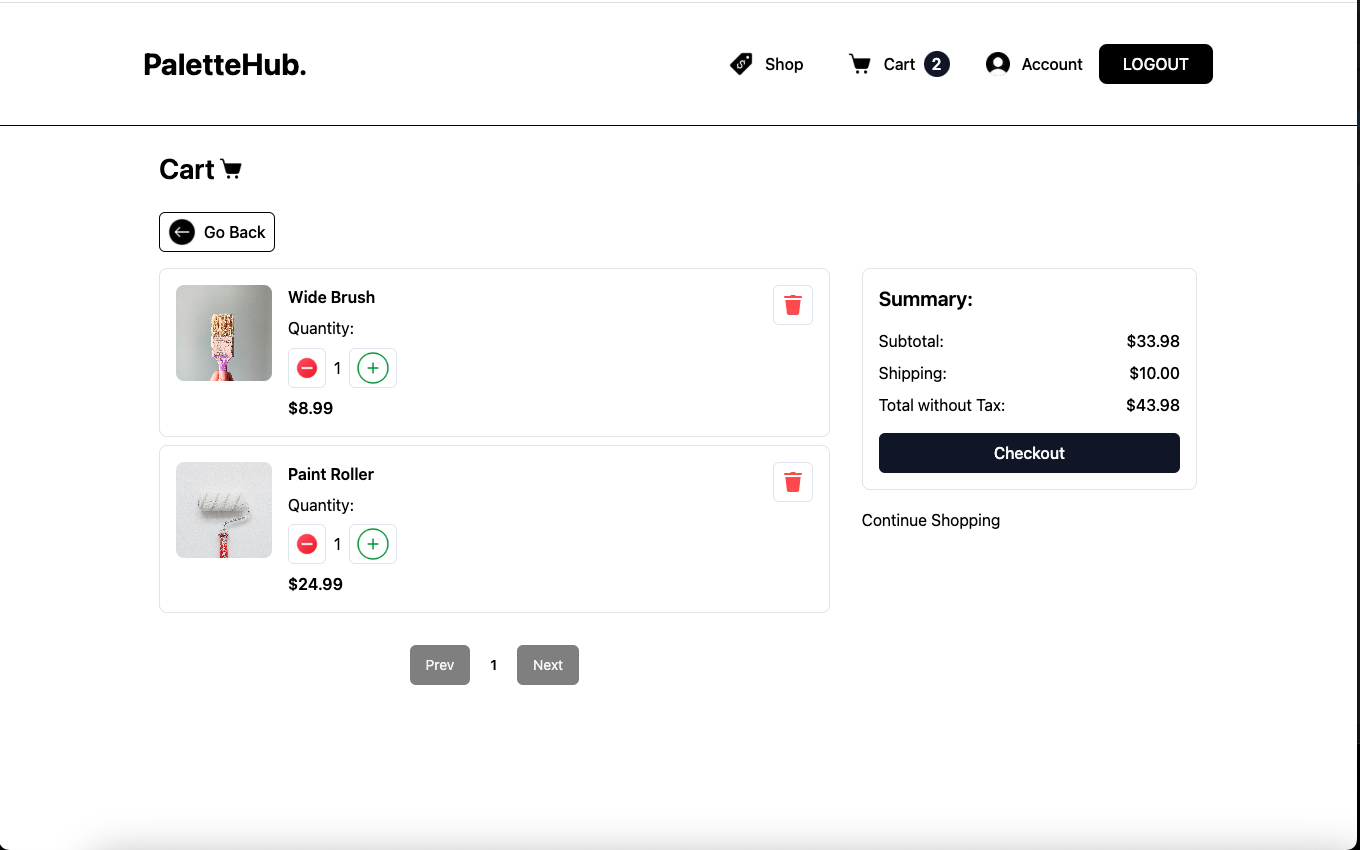 PaletteHub.
Shop
Cart 2
Account
LOGOUT
Cart
Go Back
Wide Brush
Quantity:
1
$8.99
Paint Roller
Quantity:
1
$24.99
Prev 1 Next
Summary:
Subtotal: $33.98
Shipping: $10.00
Total without Tax: $43.98
Checkout
Continue Shopping